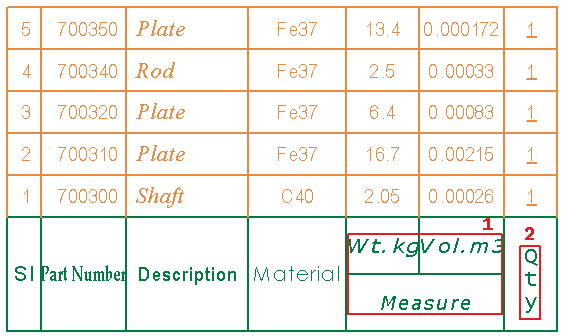 5 700350 Plate Fe37 13.4 0.000172 1
4 700340 Rod Fe37 2.5 0.00033 1
3 700320 Plate Fe37 6.4 0.00083 1
2 700310 Plate Fe37 16.7 0.00215 1
1 700300 Shaft C40 2.05 0.00026 1
1
2
Wt.kg Vol.m3
Sl Part Number Description Material Qty
Measure